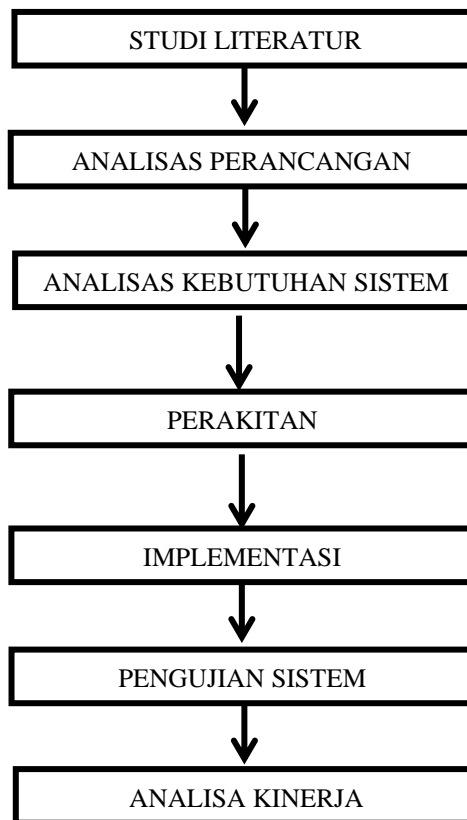 STUDI LITERATUR
ANALISAS PERANCANGAN
ANALISAS KEBUTUHAN SISTEM
PERAKITAN
IMPLEMENTASI
PENGUJIAN SISTEM
ANALISA KINERJA